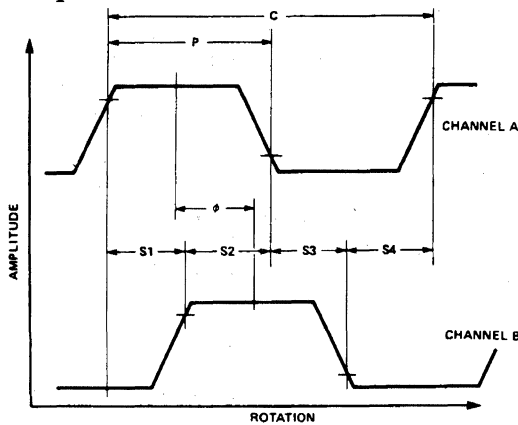 C
P
CHANNEL A
ϕ
S1 S2 S3 S4
AMPLITUDE
CHANNEL B
ROTATION